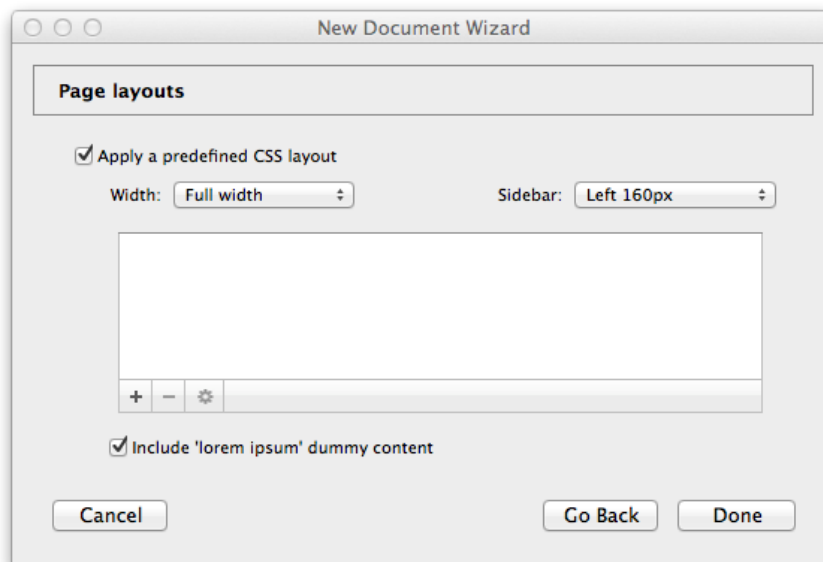 New Document Wizard
Page layouts
Apply a predefined CSS layout
Width: Full width Sidebar: Left 160px
+ −
Include 'lorem ipsum' dummy content
Cancel Go Back Done